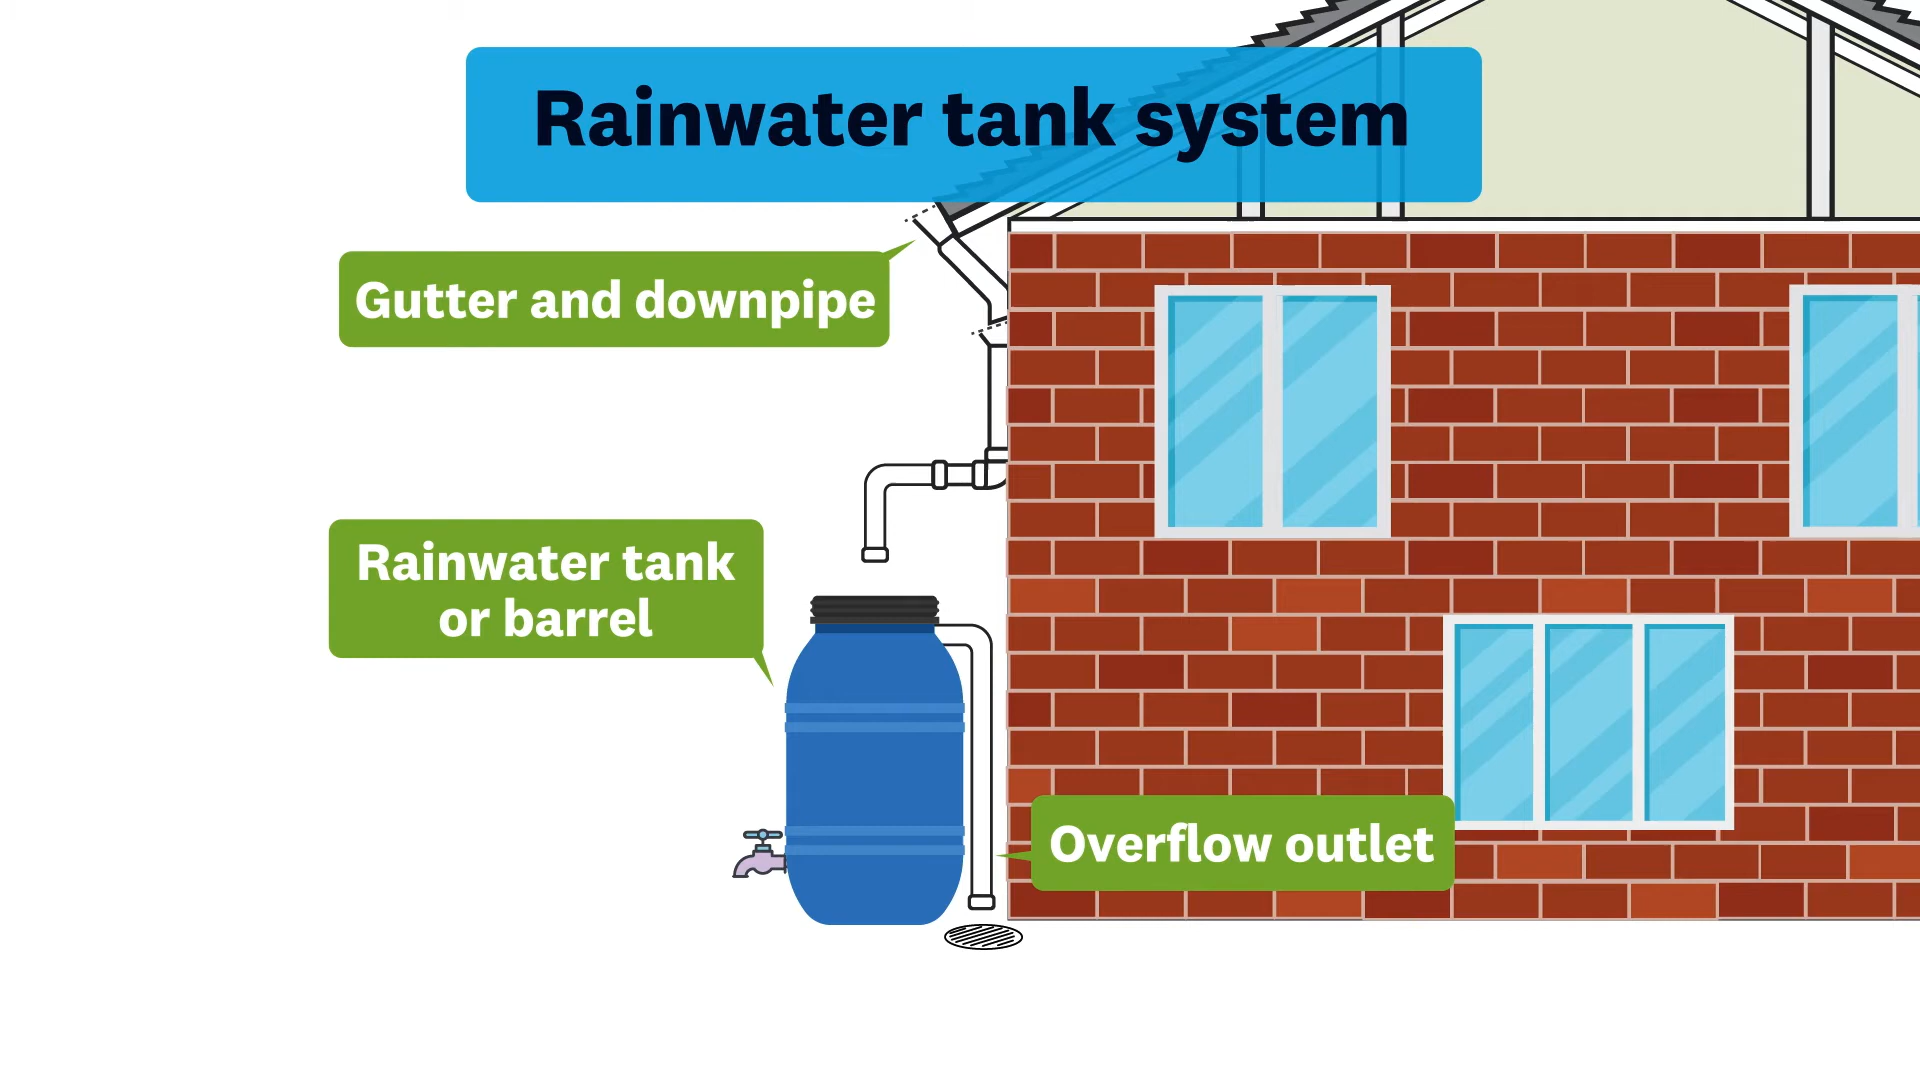 Rainwater tank system
Gutter and downpipe
Rainwater tank
or barrel
Overflow outlet